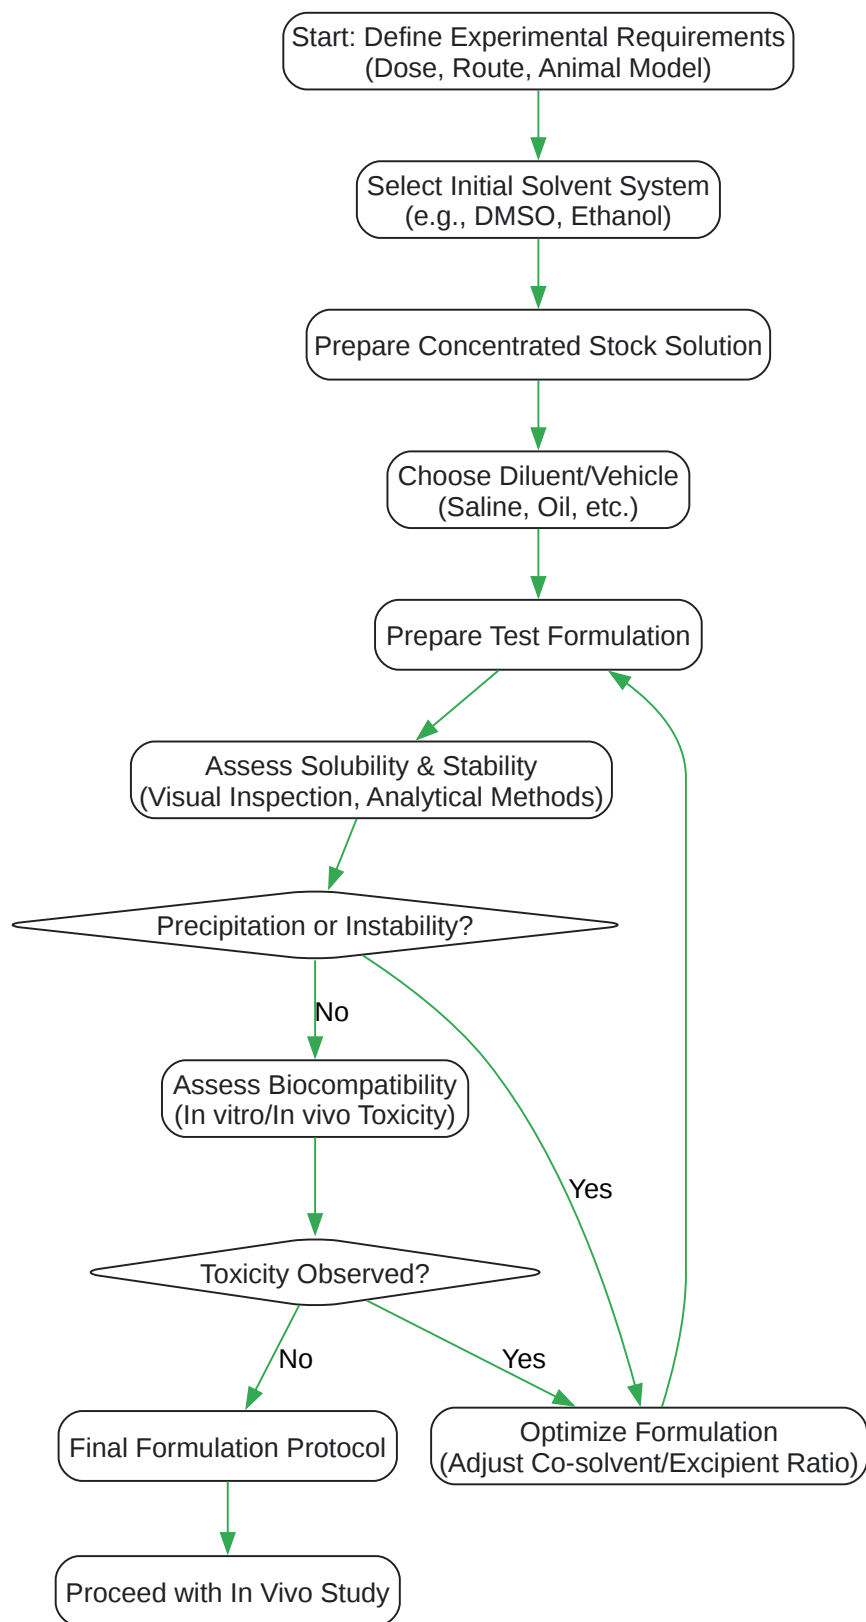 Start: Define Experimental Requirements
(Dose, Route, Animal Model)
Select Initial Solvent System
(e.g., DMSO, Ethanol)
Prepare Concentrated Stock Solution
Choose Diluent/Vehicle
(Saline, Oil, etc.)
Prepare Test Formulation
Assess Solubility & Stability
(Visual Inspection, Analytical Methods)
Precipitation or Instability?
No
Assess Biocompatibility
(In vitro/In vivo Toxicity)
Yes
Toxicity Observed?
No
Yes
Final Formulation Protocol
Optimize Formulation
(Adjust Co-solvent/Excipient Ratio)
Proceed with In Vivo Study